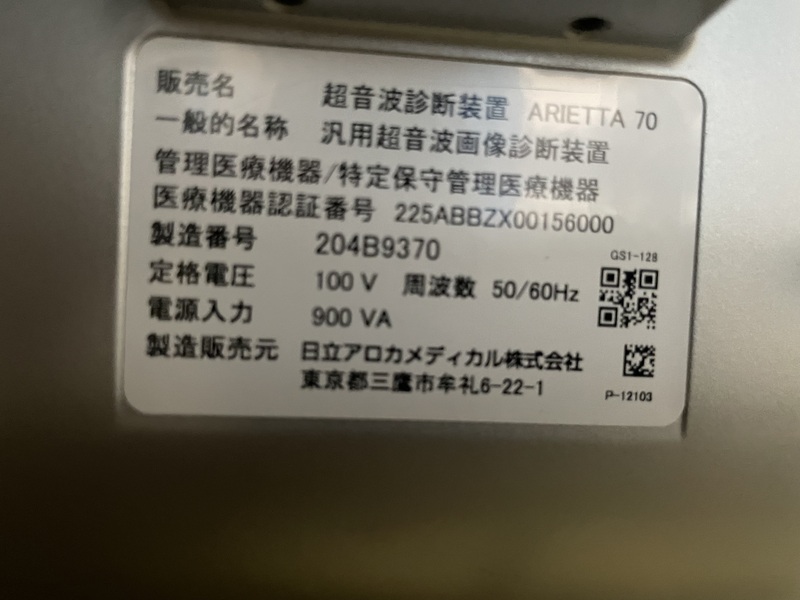 販売名 超音波診断装置 ARIETTA 70
一般的名称 汎用超音波画像診断装置
管理医療機器/特定保守管理医療機器
医療機器認証番号 225ABBZX00156000
製造番号 204B9370
GS1-128
定格電圧 100 V 周波数 50/60Hz
電源入力 900 VA
製造販売元 日立アロカメディカル株式会社
東京都三鷹市牟礼6-22-1
P-12103